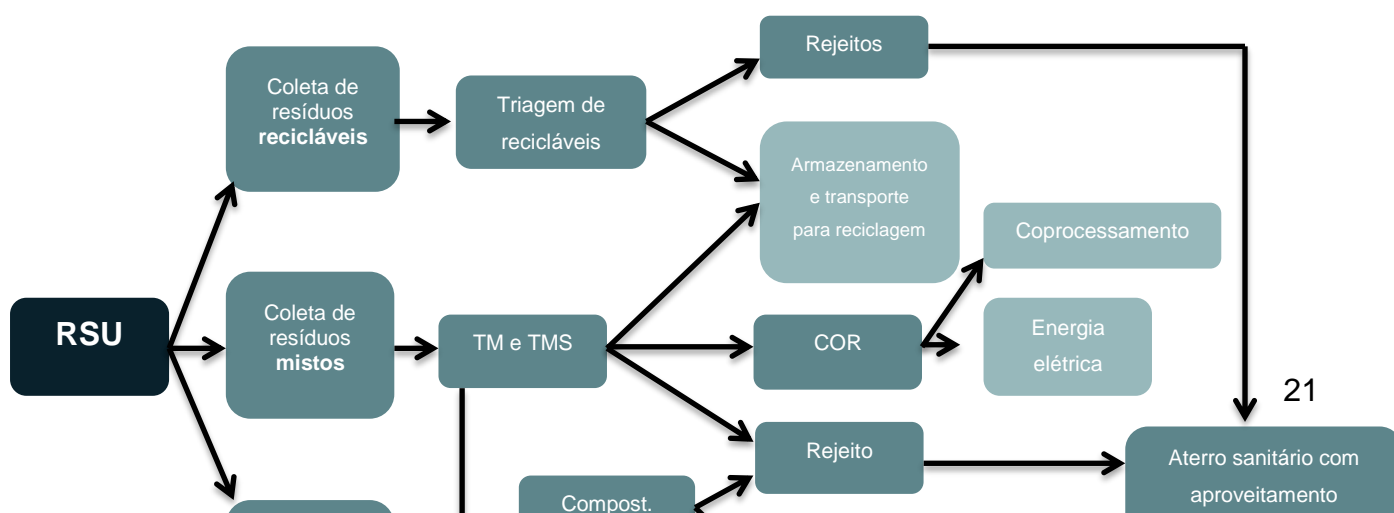 Rejeitos
Coleta de
resíduos
recicláveis
Triagem de
recicláveis
Armazenamento
e transporte
para reciclagem
Coprocessamento
RSU
Coleta de
resíduos
mistos
TM e TMS
COR
Energia
elétrica
21
Rejeito
Aterro sanitário com
aproveitamento
Compost.